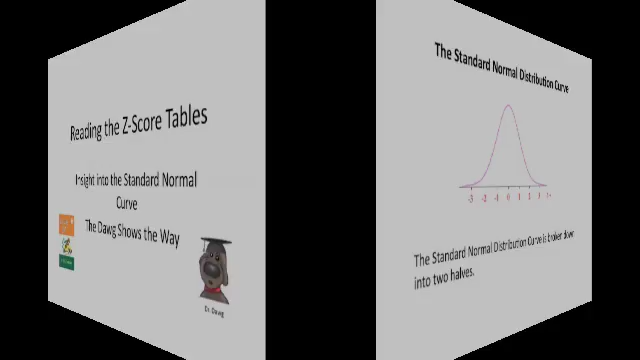 Reading the Z-Score Tables
Insight into the Standard Normal
Curve
The Dawg Shows the Way
Dr. Dawg
The Standard Normal Distribution Curve
-3 -2 -1 0 1 2 3
The Standard Normal Distribution Curve is broken down
into two halves.